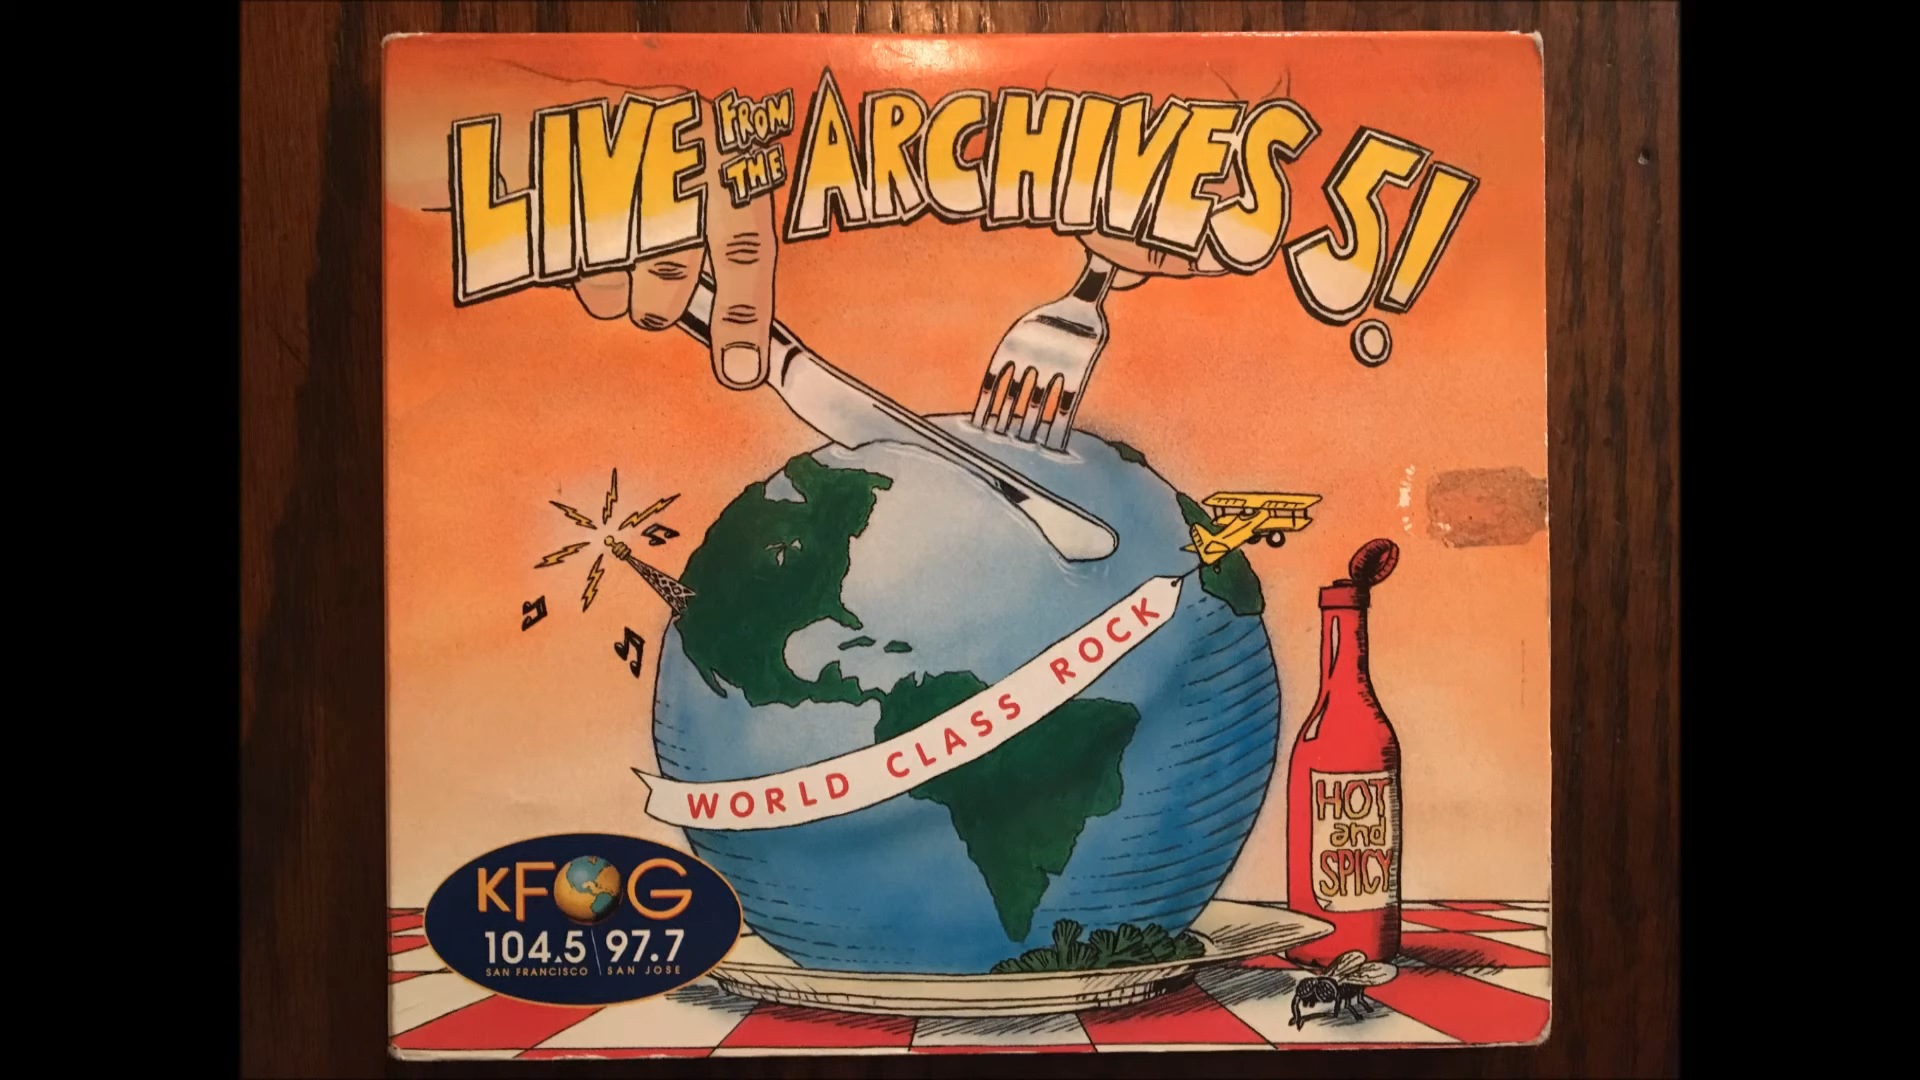 LIVE FROM THE ARCHIVES 5!
WORLD CLASS ROCK
HOT
and
SPICY
KFOG
104.5 97.7
SAN FRANCISCO SAN JOSE